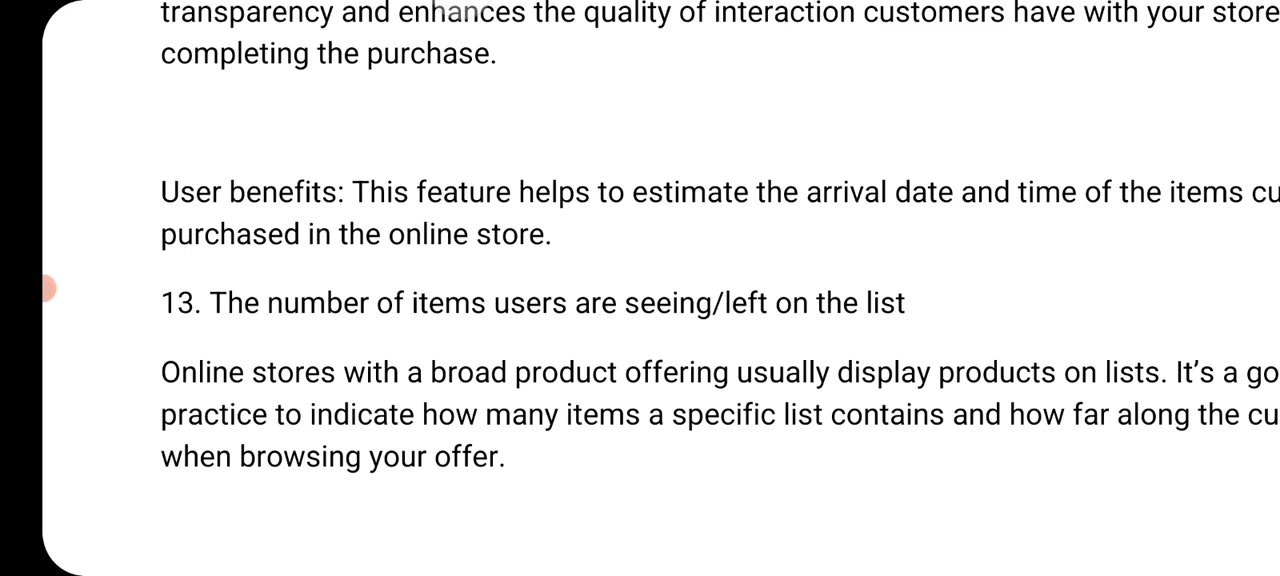 transparency and enhances the quality of interaction customers have with your store
completing the purchase.
User benefits: This feature helps to estimate the arrival date and time of the items cu
purchased in the online store.
13. The number of items users are seeing/left on the list
Online stores with a broad product offering usually display products on lists. It’s a go
practice to indicate how many items a specific list contains and how far along the cu
when browsing your offer.